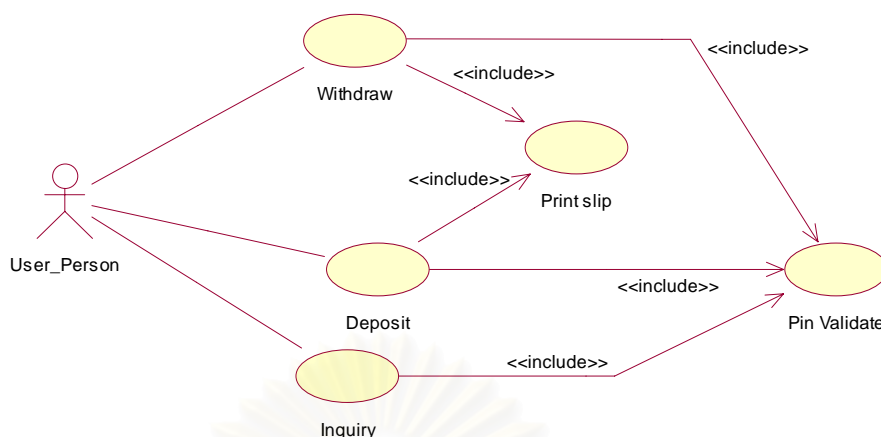 <<include>>
<<include>>
Withdraw
<<include>>
Print slip
User_Person
<<include>>
Deposit
Pin Validate
<<include>>
Inquiry